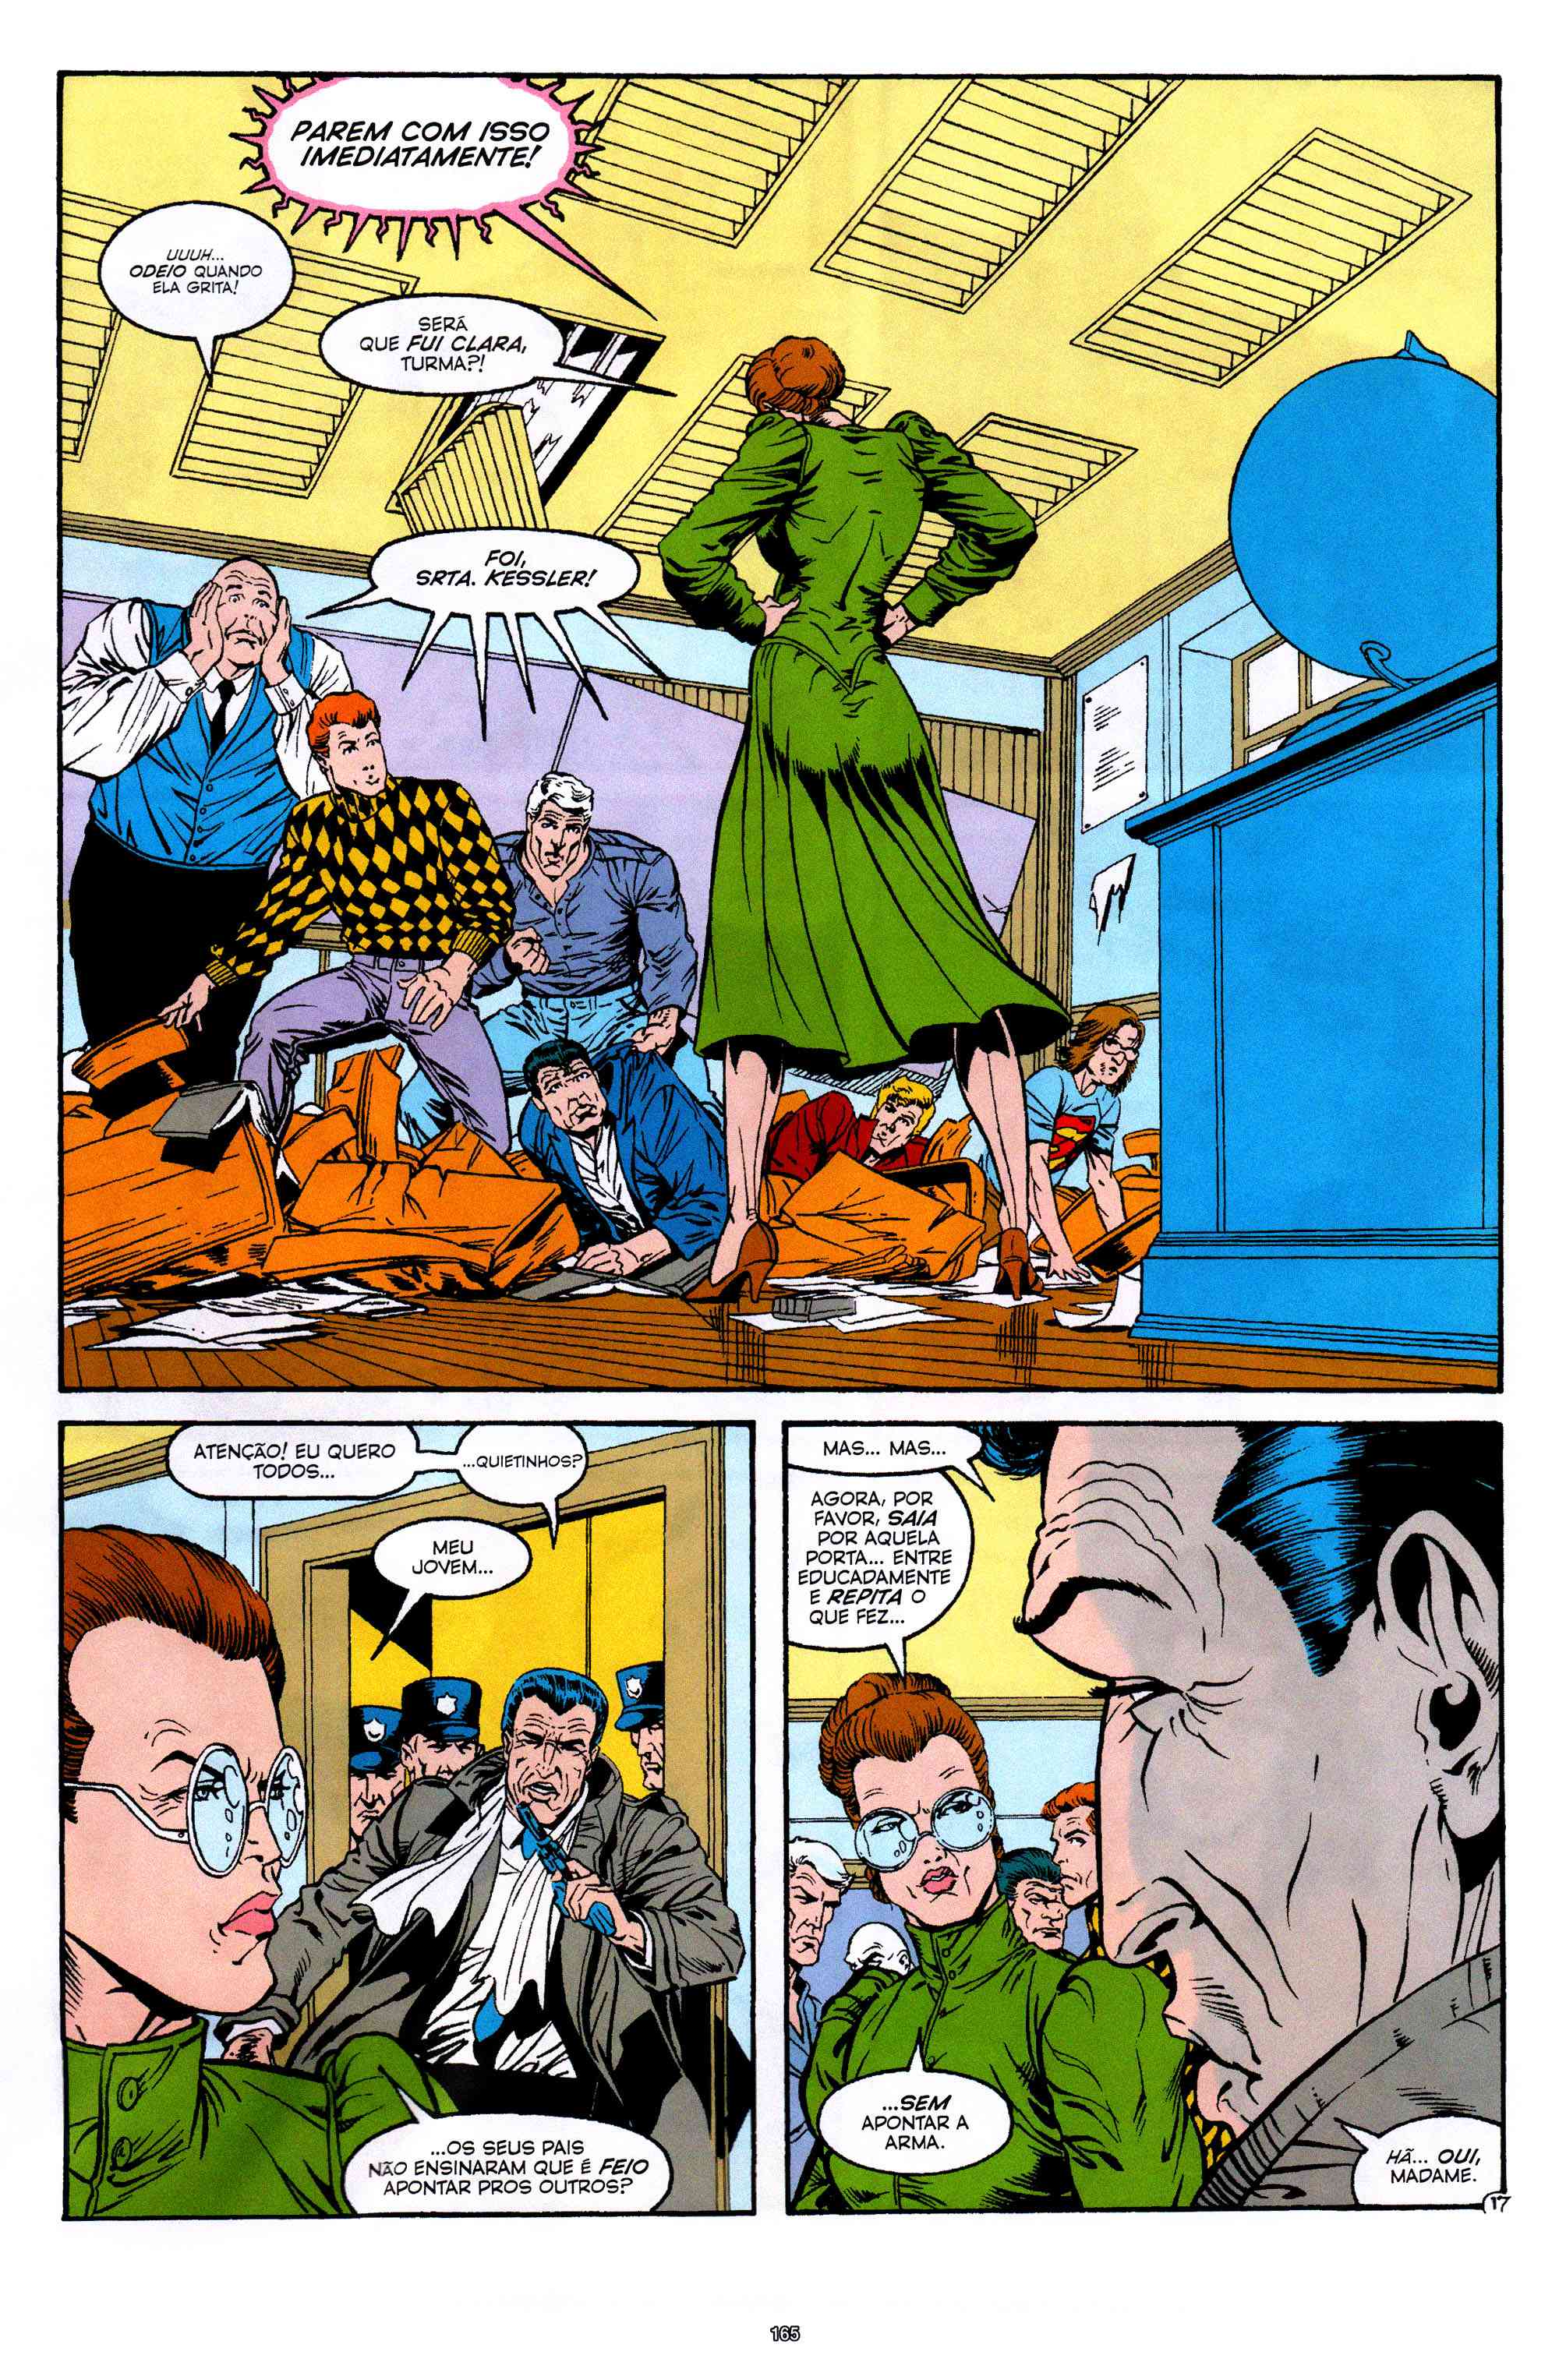 PAREM COM ISSO
IMEDIATAMENTE!
UUUH...
ODEIO QUANDO
ELA GRITA!
SERÁ
QUE FUI CLARA,
TURMA?!
FOI,
SRTA. KESSLER!
ATENÇÃO! EU QUERO
TODOS...
...QUIETINHOS?
MEU
JOVEM...
...OS SEUS PAIS
NÃO ENSINARAM QUE É FEIO
APONTAR PROS OUTROS?
MAS... MAS...
AGORA, POR
FAVOR, SAIA
POR AQUELA
PORTA... ENTRE
EDUCADAMENTE
E REPITA O
QUE FEZ...
...SEM
APONTAR A
ARMA.
HÃ... OUI,
MADAME.
17
165